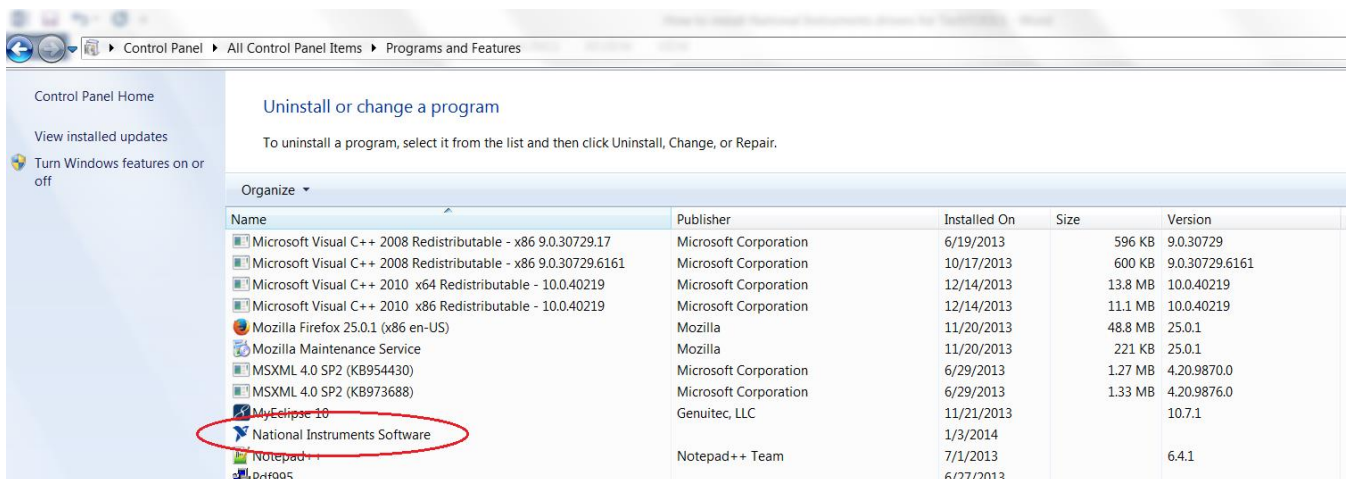 Control Panel ▸ All Control Panel Items ▸ Programs and Features
Control Panel Home
View installed updates
Turn Windows features on or
off
Uninstall or change a program
To uninstall a program, select it from the list and then click Uninstall, Change, or Repair.
Organize
Name Publisher Installed On Size Version
Microsoft Visual C++ 2008 Redistributable - x86 9.0.30729.17 Microsoft Corporation 6/19/2013 596 KB 9.0.30729
Microsoft Visual C++ 2008 Redistributable - x86 9.0.30729.6161 Microsoft Corporation 10/17/2013 600 KB 9.0.30729.6161
Microsoft Visual C++ 2010 x64 Redistributable - 10.0.40219 Microsoft Corporation 12/14/2013 13.8 MB 10.0.40219
Microsoft Visual C++ 2010 x86 Redistributable - 10.0.40219 Microsoft Corporation 12/14/2013 11.1 MB 10.0.40219
Mozilla Firefox 25.0.1 (x86 en-US) Mozilla 11/20/2013 48.8 MB 25.0.1
Mozilla Maintenance Service Mozilla 11/20/2013 221 KB 25.0.1
MSXML 4.0 SP2 (KB954430) Microsoft Corporation 6/29/2013 1.27 MB 4.20.9870.0
MSXML 4.0 SP2 (KB973688) Microsoft Corporation 6/29/2013 1.33 MB 4.20.9876.0
MyEclipse 10 Genuitec, LLC 11/21/2013 10.7.1
National Instruments Software 1/3/2014
Notepad++ Notepad++ Team 7/1/2013 6.4.1
Pdf995 6/27/2013